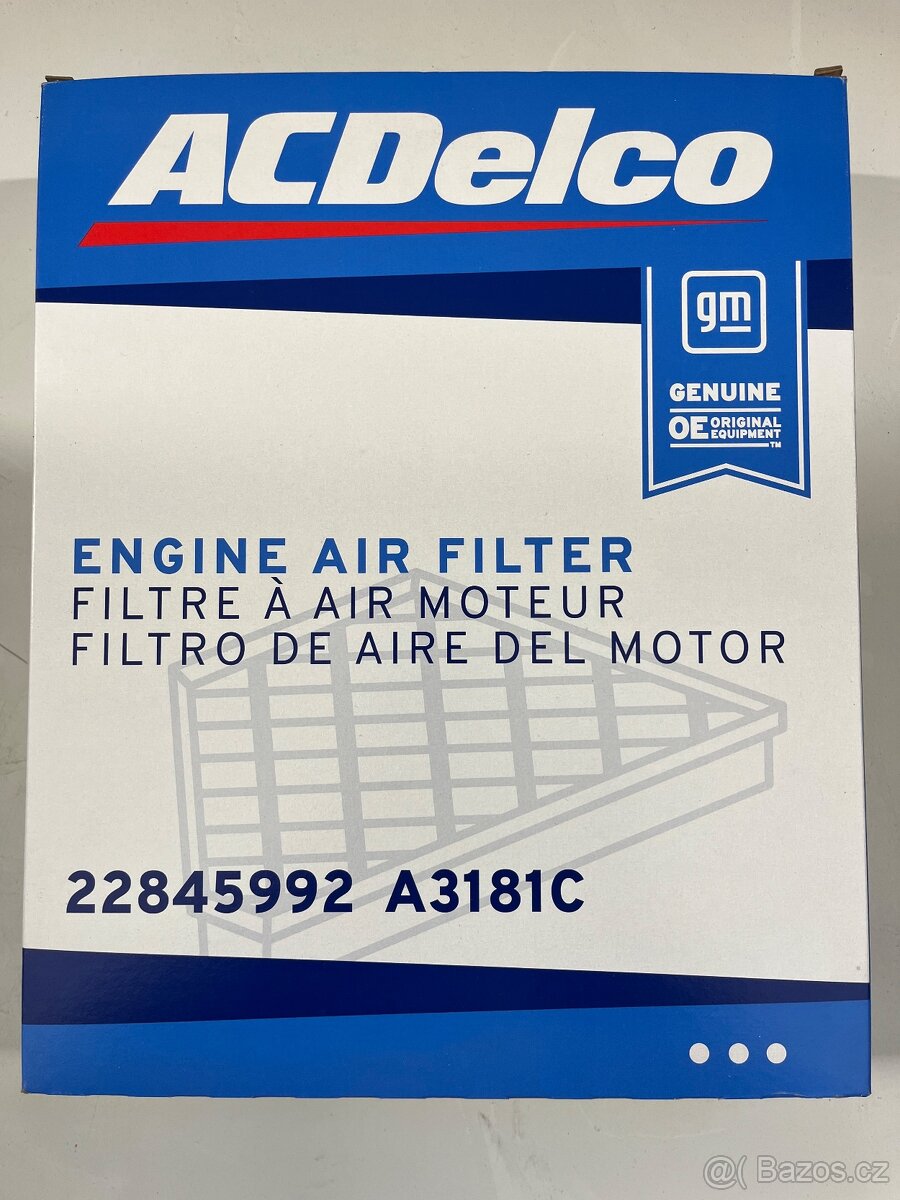 ACDelco
gm
GENUINE
OE ORIGINAL
EQUIPMENT
TM
ENGINE AIR FILTER
FILTRE À AIR MOTEUR
FILTRO DE AIRE DEL MOTOR
22845992 A3181C
@( Bazos.cz